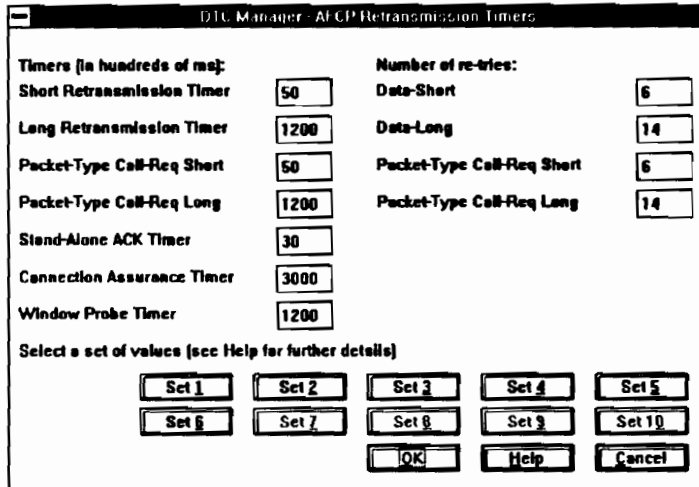 DTC Manager - AFCP Retransmission Timers
Timers (in hundreds of ms): Number of re-tries:
Short Retransmission Timer 50 Data-Short 6
Long Retransmission Timer 1200 Data-Long 14
Packet-Type Call-Req Short 50 Packet-Type Call-Req Short 6
Packet-Type Call-Req Long 1200 Packet-Type Call-Req Long 14
Stand-Alone ACK Timer 30
Connection Assurance Timer 3000
Window Probe Timer 1200
Select a set of values (see Help for further details)
Set 1 Set 2 Set 3 Set 4 Set 5
Set 6 Set 7 Set 8 Set 9 Set 10
OK Help Cancel